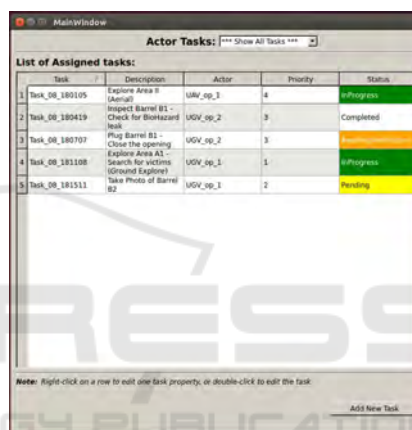 MainWindow
Actor Tasks: *** Show All Tasks ***
List of Assigned tasks:
Task Description Actor Priority Status
1 Task_08_180105 Explore Area II (Aerial) UAV_op_1 4 InProgress
2 Task_08_180419 Inspect Barrel B1 - Check for BioHazard leak UGV_op_2 3 Completed
3 Task_08_180707 Plug Barrel B1 - Close the opening UGV_op_2 3
4 Task_08_181108 Explore Area A1 - Search for victims (Ground Explore) UGV_op_1 1 InProgress
5 Task_08_181511 Take Photo of Barrel B2 UGV_op_1 2 Pending
Note: Right-click on a row to edit one task property, or double-click to edit the task
Add New Task